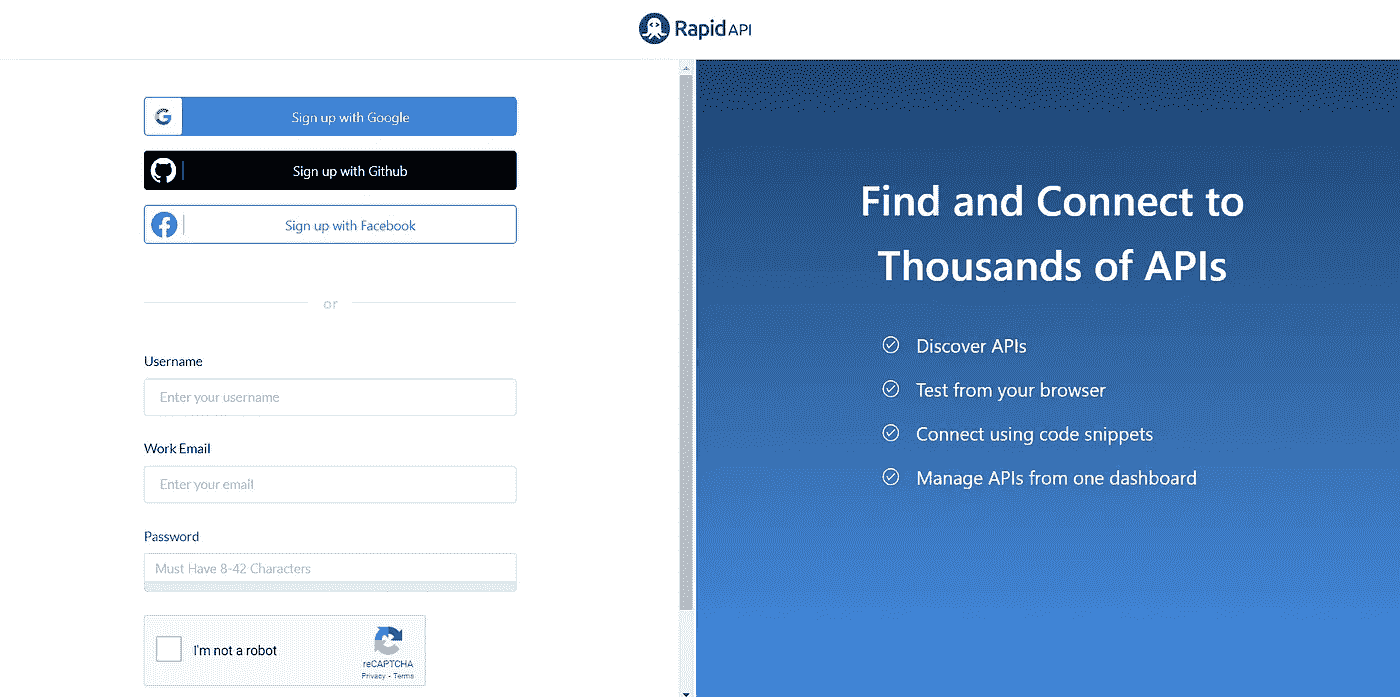 Rapid API
Sign up with Google
Sign up with Github
Sign up with Facebook
or
Username
Enter your username
Work Email
Enter your email
Password
Must Have 8-42 Characters
I'm not a robot
reCAPTCHA
Privacy - Terms
Find and Connect to
Thousands of APIs
Discover APIs
Test from your browser
Connect using code snippets
Manage APIs from one dashboard